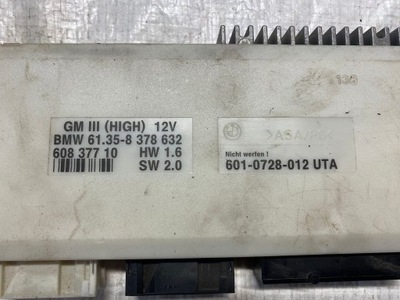 GM III (HIGH) 12V
BMW 61.35-8 378 632
608 377 10 HW 1.6
SW 2.0
Nicht werfen !
601-0728-012 UTA